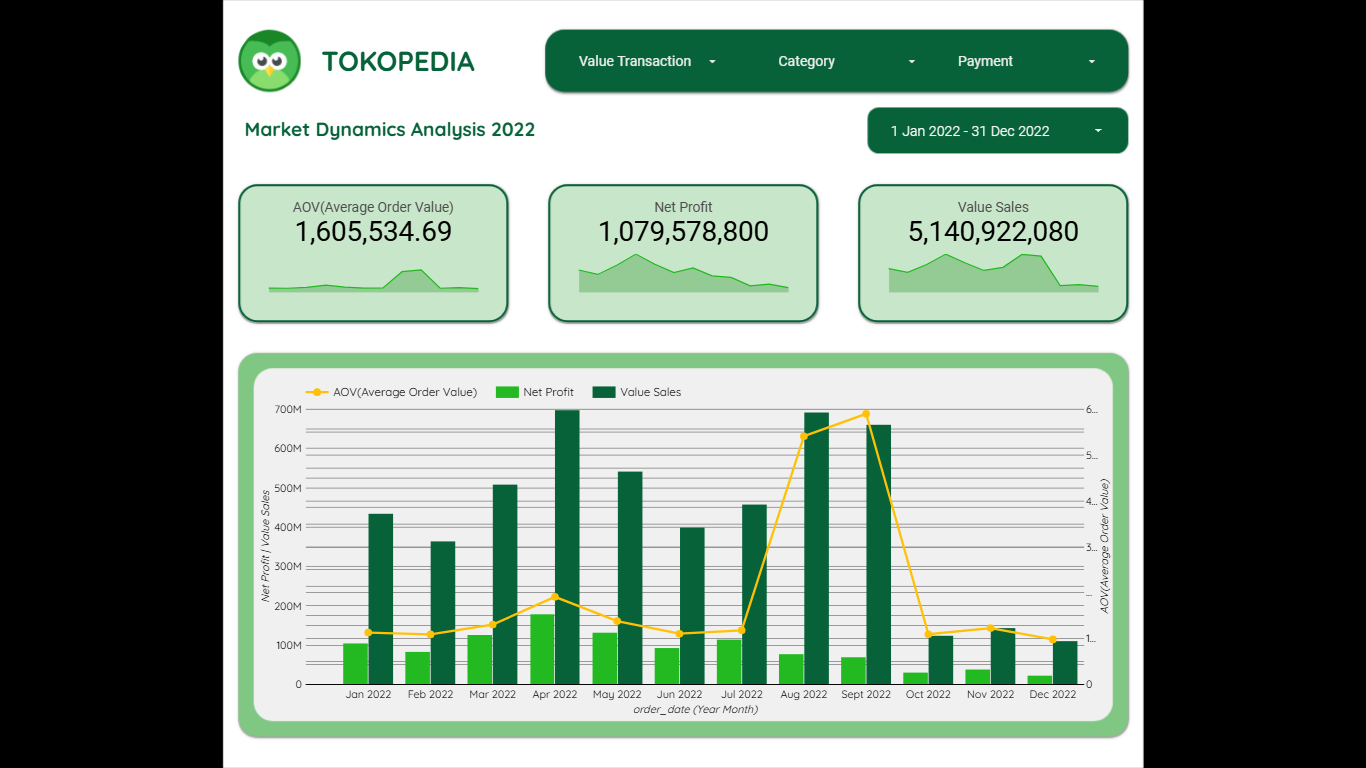 TOKOPEDIA
Value Transaction
Category
Payment
Market Dynamics Analysis 2022
1 Jan 2022 - 31 Dec 2022
AOV(Average Order Value)
1,605,534.69
Net Profit
1,079,578,800
Value Sales
5,140,922,080
AOV(Average Order Value)
Net Profit
Value Sales
700M
600M
500M
400M
300M
200M
100M
0
Net Profit | Value Sales
6...
5...
4...
3...
...
1...
0
AOV(Average Order Value)
Jan 2022
Feb 2022
Mar 2022
Apr 2022
May 2022
Jun 2022
Jul 2022
Aug 2022
Sept 2022
Oct 2022
Nov 2022
Dec 2022
order_date (Year Month)